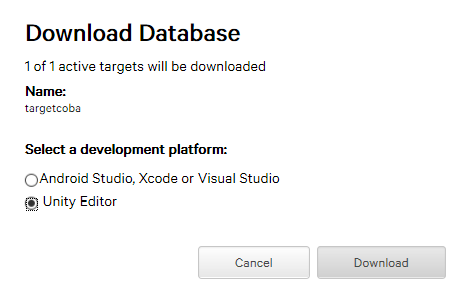 Download Database
1 of 1 active targets will be downloaded
Name:
targetcoba
Select a development platform:
Android Studio, Xcode or Visual Studio
Unity Editor
Cancel
Download